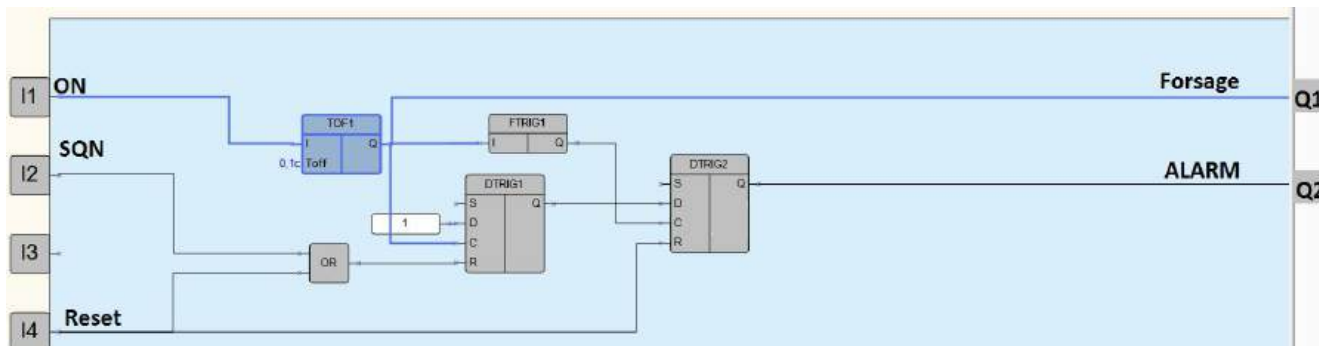 I1 ON Forsage Q1
TOF1 FTRIG1
I Q I Q
0.1c Toff
SQN
I2 DTRIG2 ALARM Q2
DTRIG1 S Q
S Q D
1 D C
C R
I3 OR R
Reset
I4